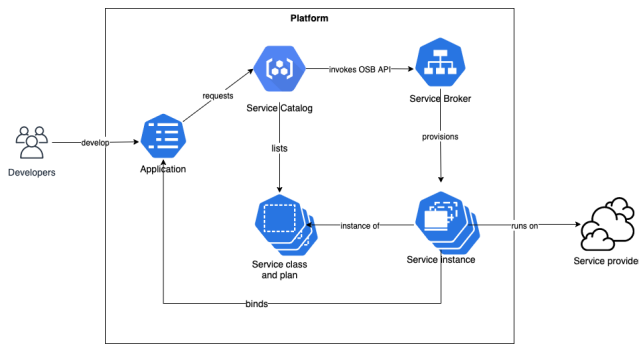 Platform
invokes OSB API
requests
Service Broker
Service Catalog
develop
provisions
lists
Application
Developers
instance of
runs on
Service class
and plan
Service instance
Service provide
binds